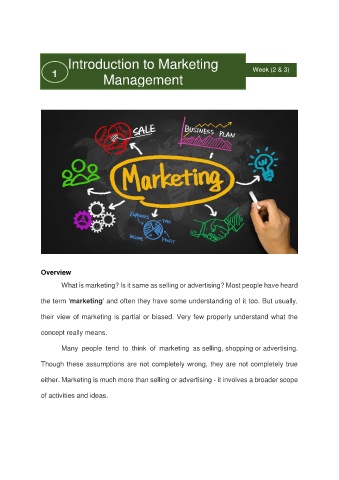 1
Introduction to Marketing
Management
Week (2 & 3)
SALE
BUSINESS PLAN
Marketing
EXPENSES
TAX
INCOME
PROFIT
Overview
What is marketing? Is it same as selling or advertising? Most people have heard
the term 'marketing' and often they have some understanding of it too. But usually,
their view of marketing is partial or biased. Very few properly understand what the
concept really means.
Many people tend to think of marketing as selling, shopping or advertising.
Though these assumptions are not completely wrong, they are not completely true
either. Marketing is much more than selling or advertising - it involves a broader scope
of activities and ideas.